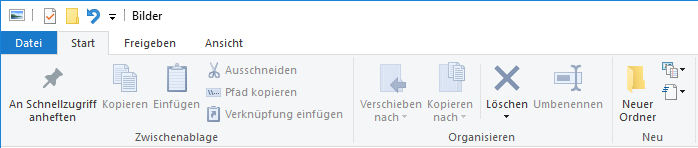 Bilder
Datei Start Freigeben Ansicht
An Schnellzugriff
anheften
Kopieren
Einfügen
Ausschneiden
Pfad kopieren
Verknüpfung einfügen
Verschieben
nach
Kopieren
nach
Löschen
Umbenennen
Neuer
Ordner
Zwischenablage
Organisieren
Neu